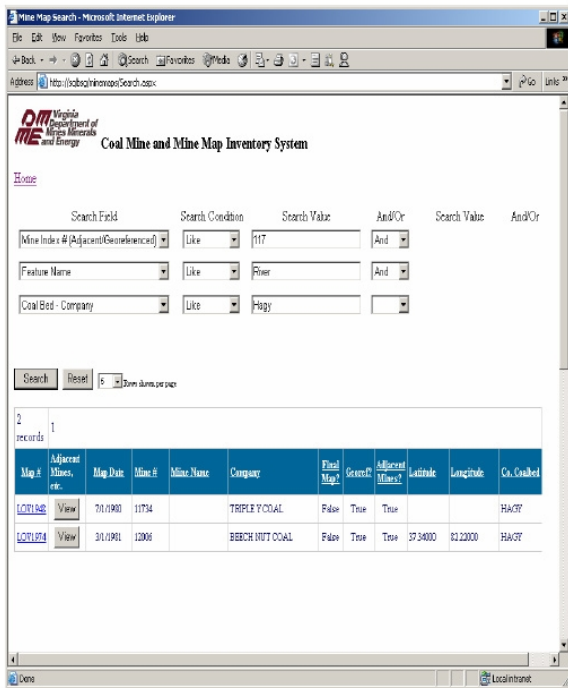 Mine Map Search - Microsoft Internet Explorer
File Edit View Favorites Tools Help
Back Search Favorites Media
Address http://sqlbsg/minemaps/Search.aspx Go Links »
DMME Virginia Department of Mines Minerals and Energy
Coal Mine and Mine Map Inventory System
Home
Search Field Search Condition Search Value And/Or Search Value And/Or
Mine Index # (Adjacent/Georeferenced) Like 117 And
Feature Name Like River And
Coal Bed - Company Like Hagy
Search Reset 6 Rows shown per page
2 records 1
Map # Adjacent Mines, etc. Map Date Mine # Mine Name Company Final Map? Georef? Adjacent Mines? Latitude Longitude Co. Coalbed
LOV1948 View 7/1/1980 11734 TRIPLE Y COAL False True True HAGY
LOV1974 View 3/1/1981 12006 BEECH NUT COAL False True True 37.34000 82.22000 HAGY
Done Local intranet